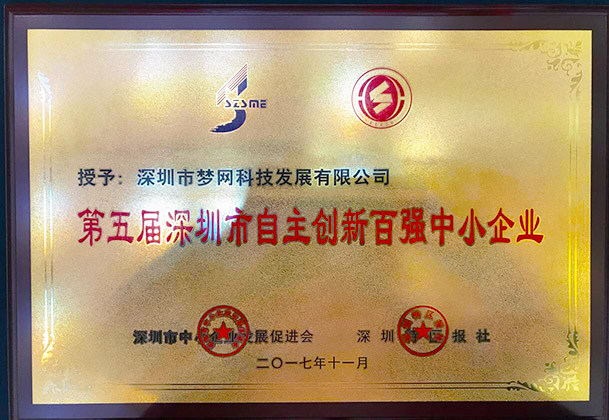 SZSME
授予：深圳市梦网科技发展有限公司
第五届深圳市自主创新百强中小企业
深圳市中小企业发展促进会 深圳特区报社
二〇一七年十一月